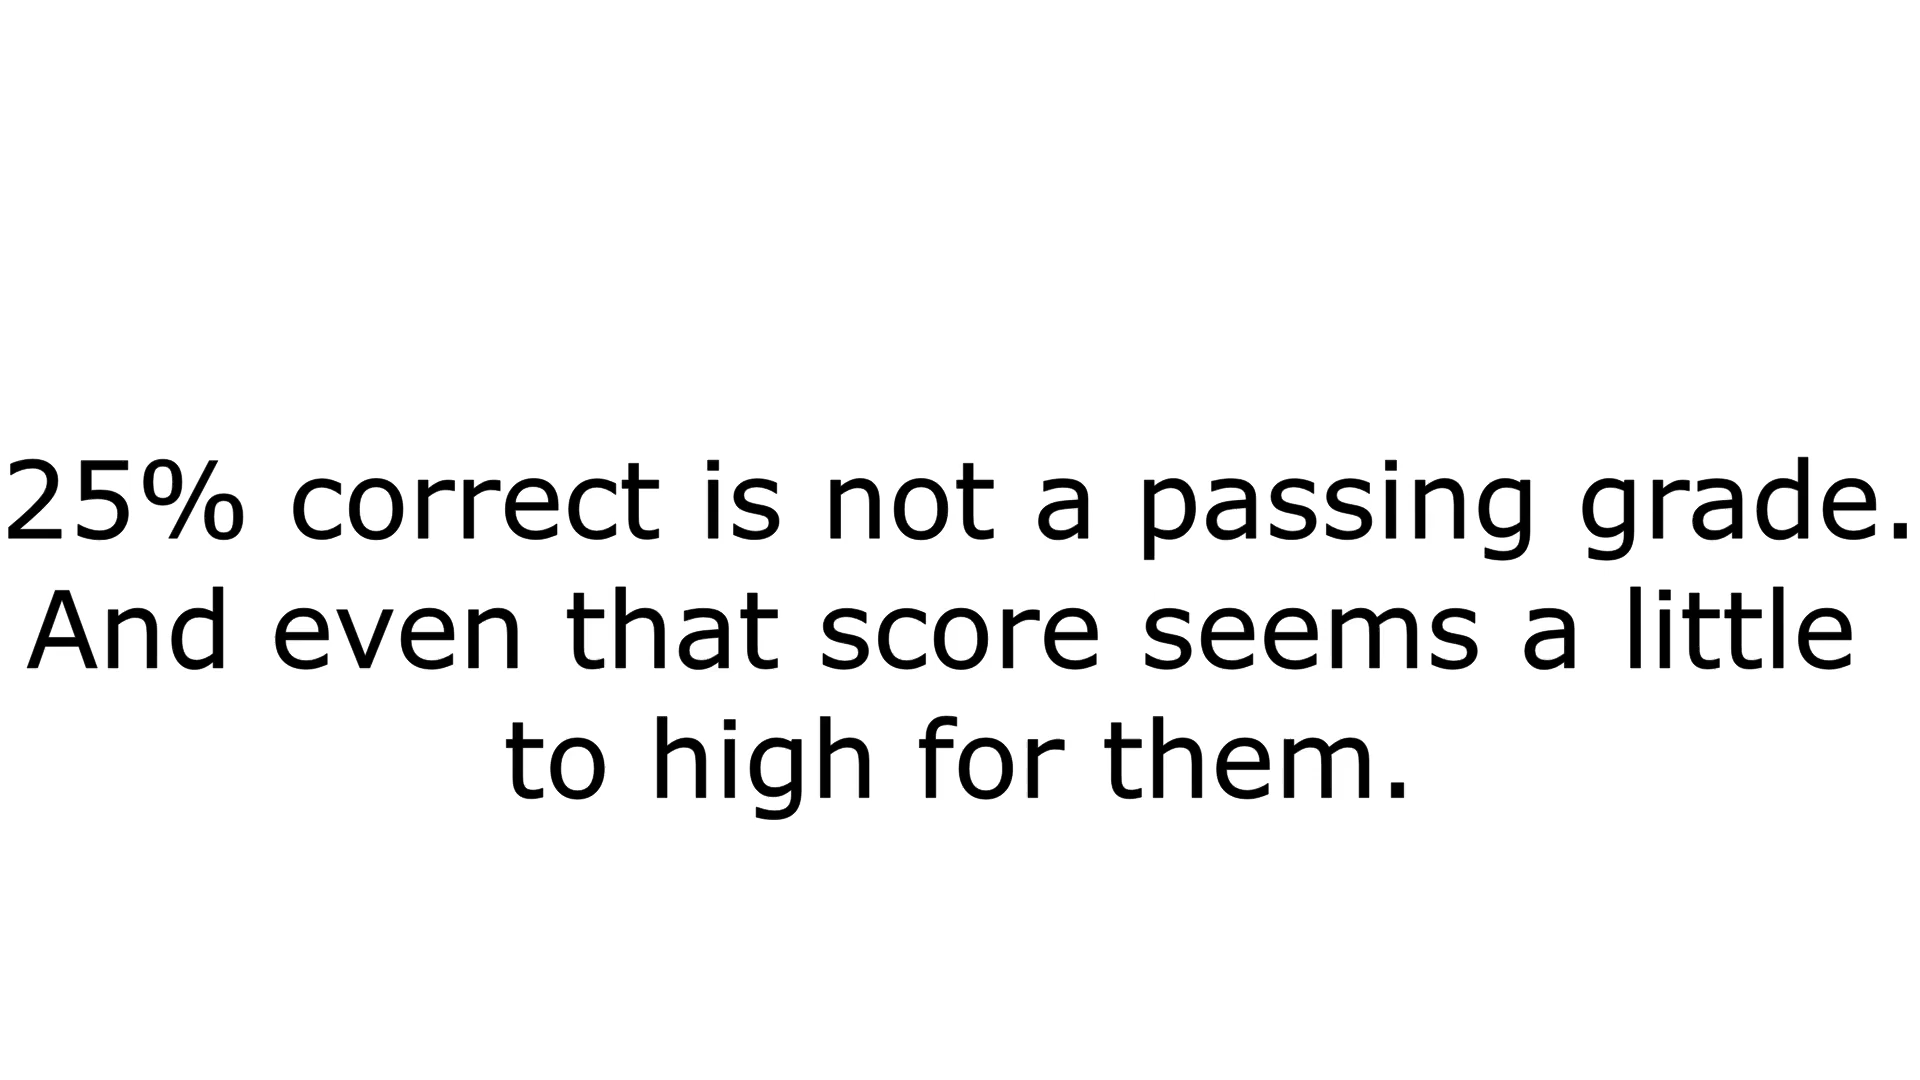 25% correct is not a passing grade.
And even that score seems a little
to high for them.